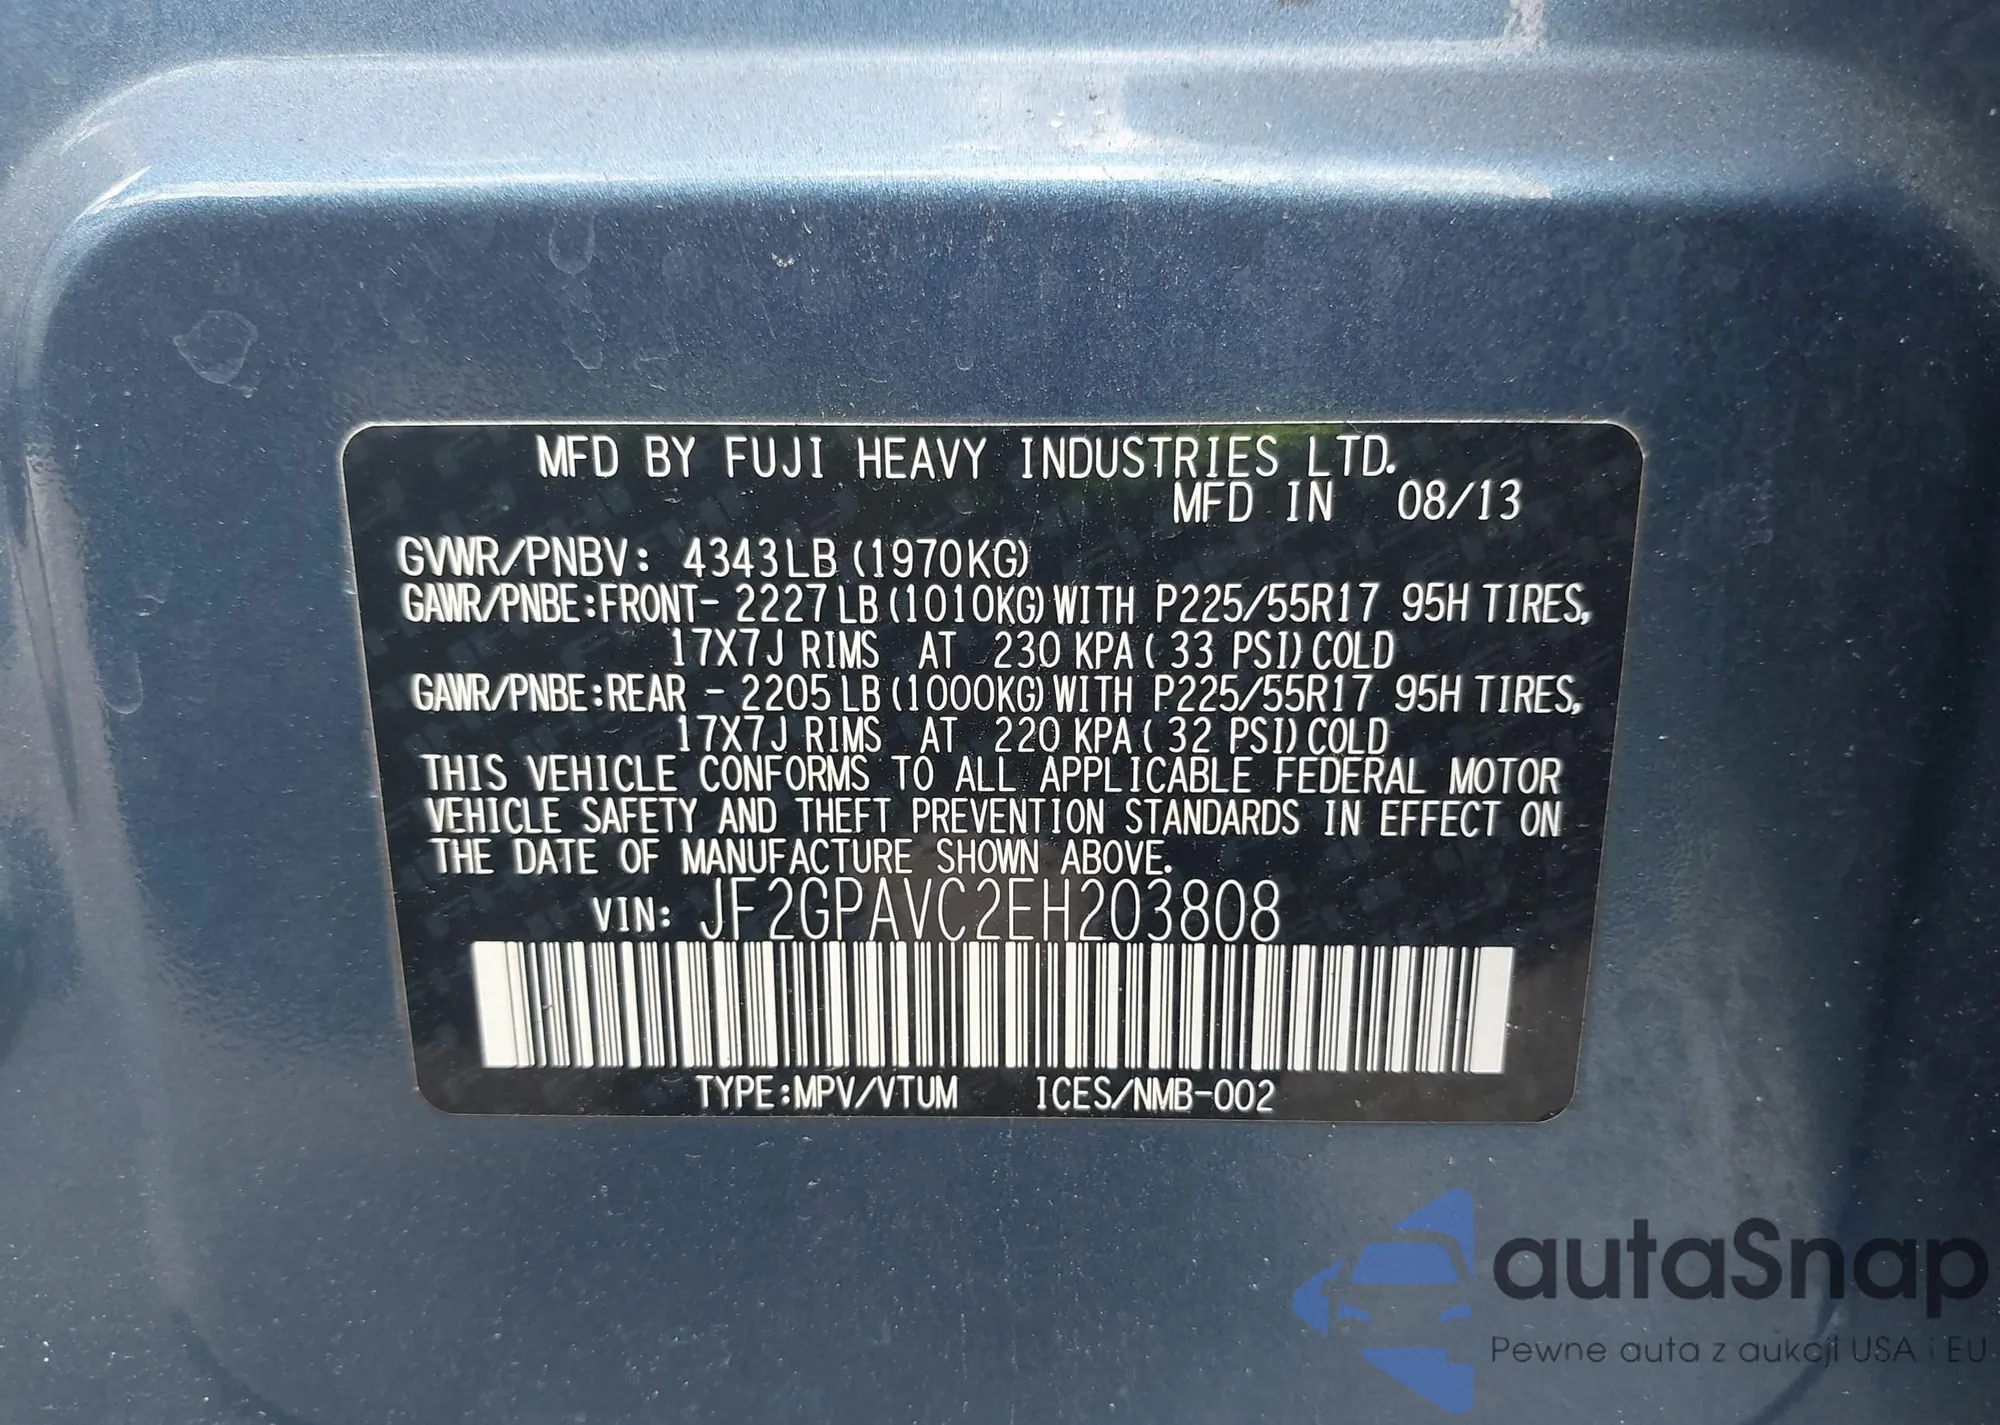 MFD BY FUJI HEAVY INDUSTRIES LTD.
MFD IN 08/13
GVWR/PNBV: 4343LB (1970KG)
GAWR/PNBE:FRONT- 2227LB (1010KG) WITH P225/55R17 95H TIRES,
17X7J RIMS AT 230 KPA ( 33 PSI) COLD
GAWR/PNBE:REAR - 2205LB (1000KG) WITH P225/55R17 95H TIRES,
17X7J RIMS AT 220 KPA ( 32 PSI) COLD
THIS VEHICLE CONFORMS TO ALL APPLICABLE FEDERAL MOTOR
VEHICLE SAFETY AND THEFT PREVENTION STANDARDS IN EFFECT ON
THE DATE OF MANUFACTURE SHOWN ABOVE.
VIN: JF2GPAVC2EH203808
TYPE:MPV/VTUM ICES/NMB-002
autaSnap
Pewne auta z aukcji USA i EU